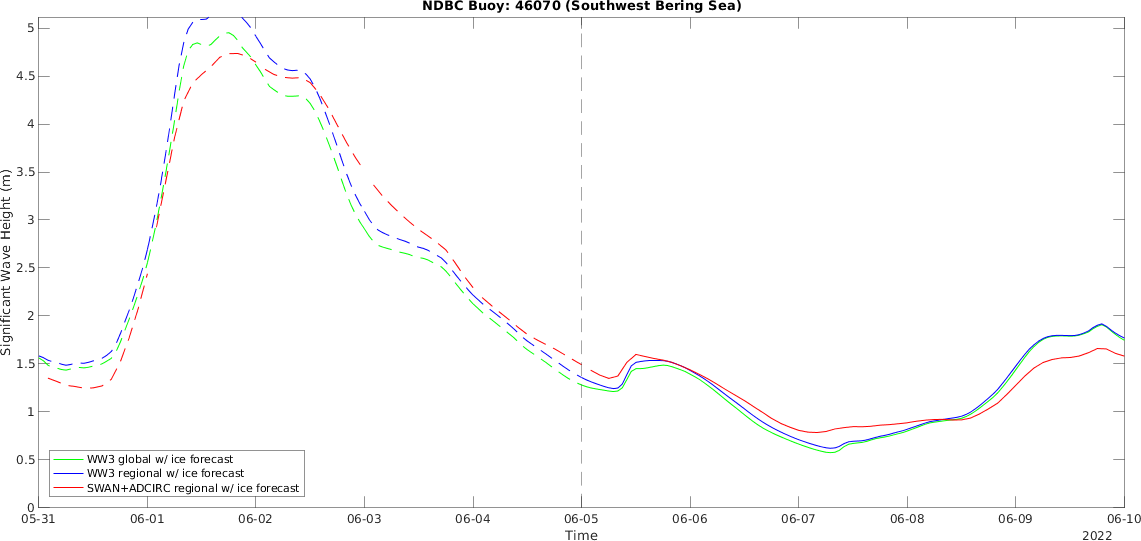 NDBC Buoy: 46070 (Southwest Bering Sea)
Significant Wave Height (m)
5
4.5
4
3.5
3
2.5
2
1.5
1
0.5
0
WW3 global w/ ice forecast
WW3 regional w/ ice forecast
SWAN+ADCIRC regional w/ ice forecast
05-31 06-01 06-02 06-03 06-04 06-05 06-06 06-07 06-08 06-09 06-10
Time
2022